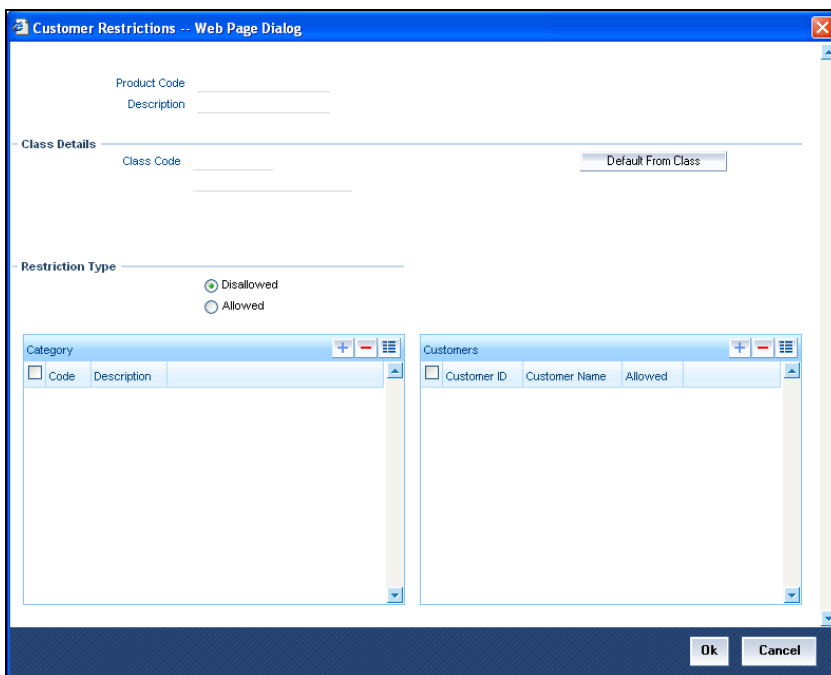 Customer Restrictions -- Web Page Dialog
Product Code
Description
Class Details
Class Code
Default From Class
Restriction Type
Disallowed
Allowed
Category
Code Description
Customers
Customer ID Customer Name Allowed
Ok Cancel